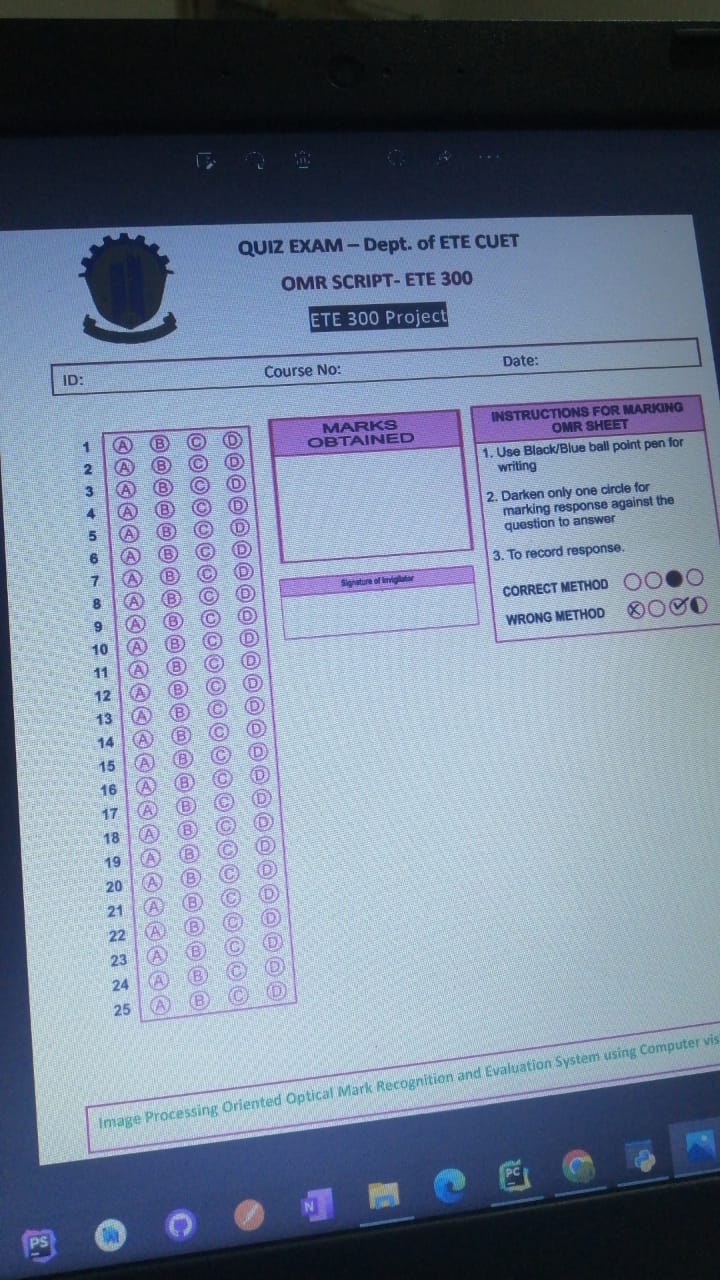 QUIZ EXAM – Dept. of ETE CUET
OMR SCRIPT- ETE 300
ETE 300 Project
ID: Course No: Date:
1 A B C D
2 A B C D
3 A B C D
4 A B C D
5 A B C D
6 A B C D
7 A B C D
8 A B C D
9 A B C D
10 A B C D
11 A B C D
12 A B C D
13 A B C D
14 A B C D
15 A B C D
16 A B C D
17 A B C D
18 A B C D
19 A B C D
20 A B C D
21 A B C D
22 A B C D
23 A B C D
24 A B C D
25 A B C D
MARKS
OBTAINED
Signature of Invigilator
INSTRUCTIONS FOR MARKING
OMR SHEET
1. Use Black/Blue ball point pen for
writing
2. Darken only one circle for
marking response against the
question to answer
3. To record response.
CORRECT METHOD
WRONG METHOD
Image Processing Oriented Optical Mark Recognition and Evaluation System using Computer vis
PS
N
PC